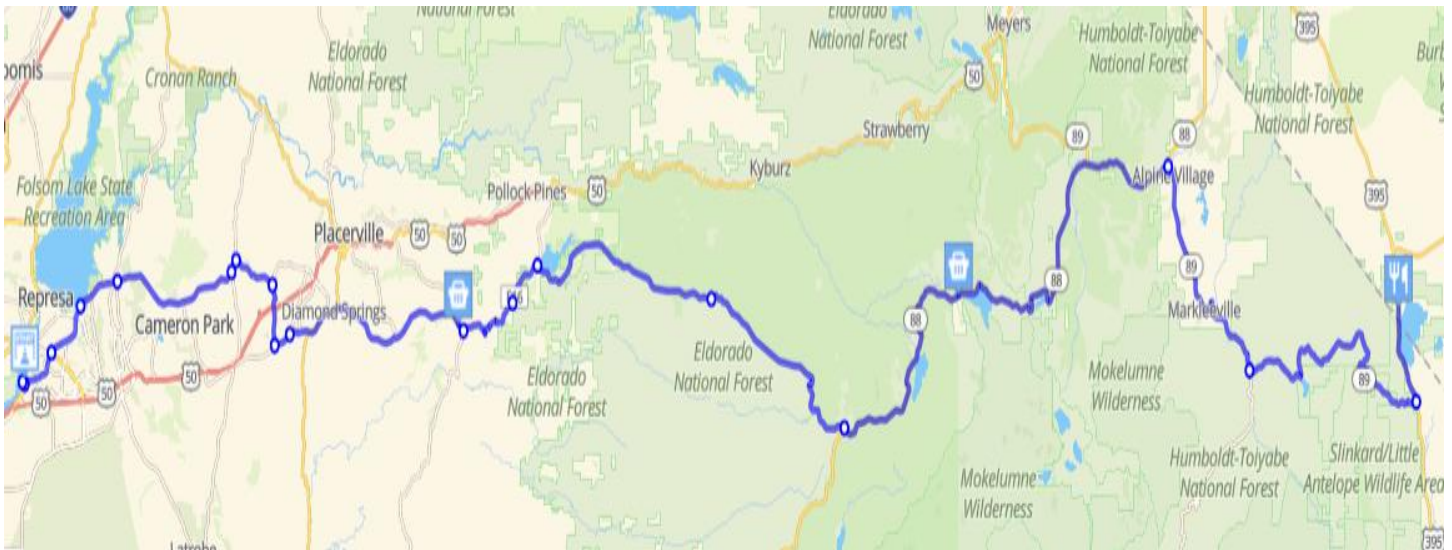 National Forest
Eldorado
National Forest
Meyers
Humboldt-Toiyabe
National Forest
395
oomis
Cronan Ranch
Eldorado
National Forest
50
Humboldt-Toiyabe
National Forest
Strawberry
89
88
Kyburz
Folsom Lake State
Recreation Area
Pollock Pines
50
Alpine Village
395
Placerville
50
50
89
Represa
Diamond Springs
88
Cameron Park
88
Markleeville
Eldorado
National Forest
50
50
50
Eldorado
National Forest
Mokelumne
Wilderness
89
Humboldt-Toiyabe
National Forest
Slinkard/Little
Antelope Wildlife Area
Mokelumne
Wilderness
Latrobe
395